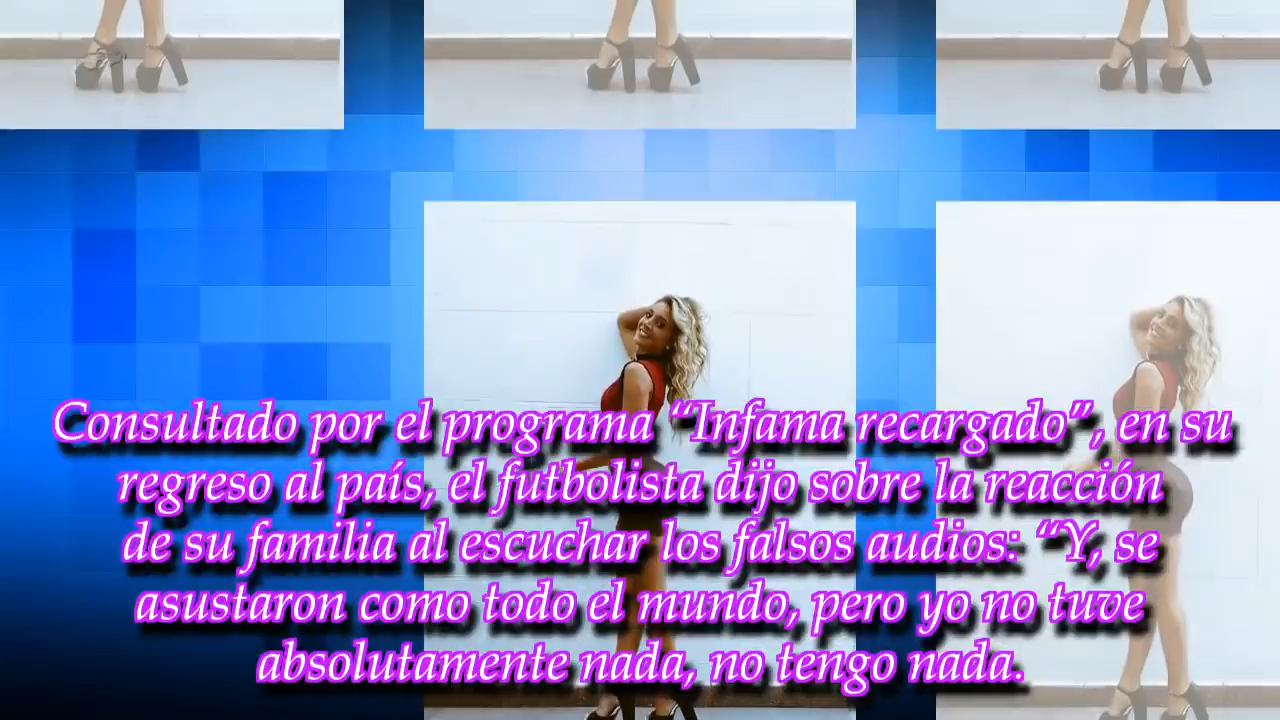 Consultado por el programa “Infama recargado”, en su
regreso al país, el futbolista dijo sobre la reacción
de su familia al escuchar los falsos audios: “Y, se
asustaron como todo el mundo, pero yo no tuve
absolutamente nada, no tengo nada.